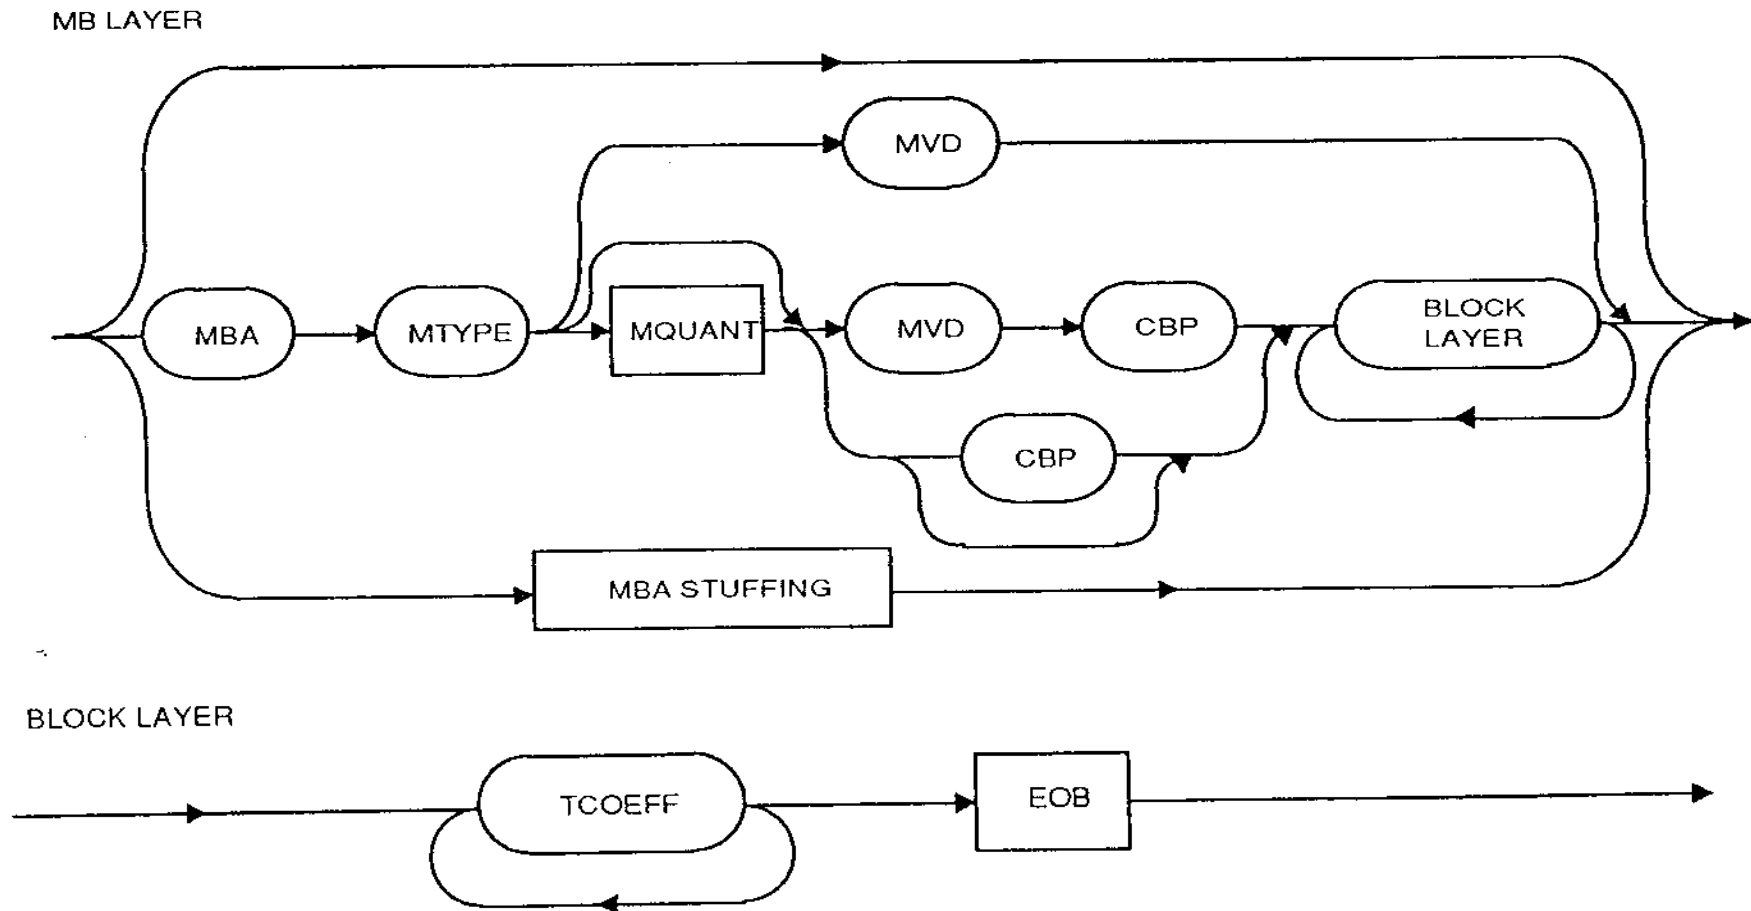 MB LAYER
MVD
MBA
MTYPE
MQUANT
MVD
CBP
BLOCK
LAYER
CBP
MBA STUFFING
BLOCK LAYER
TCOEFF
EOB